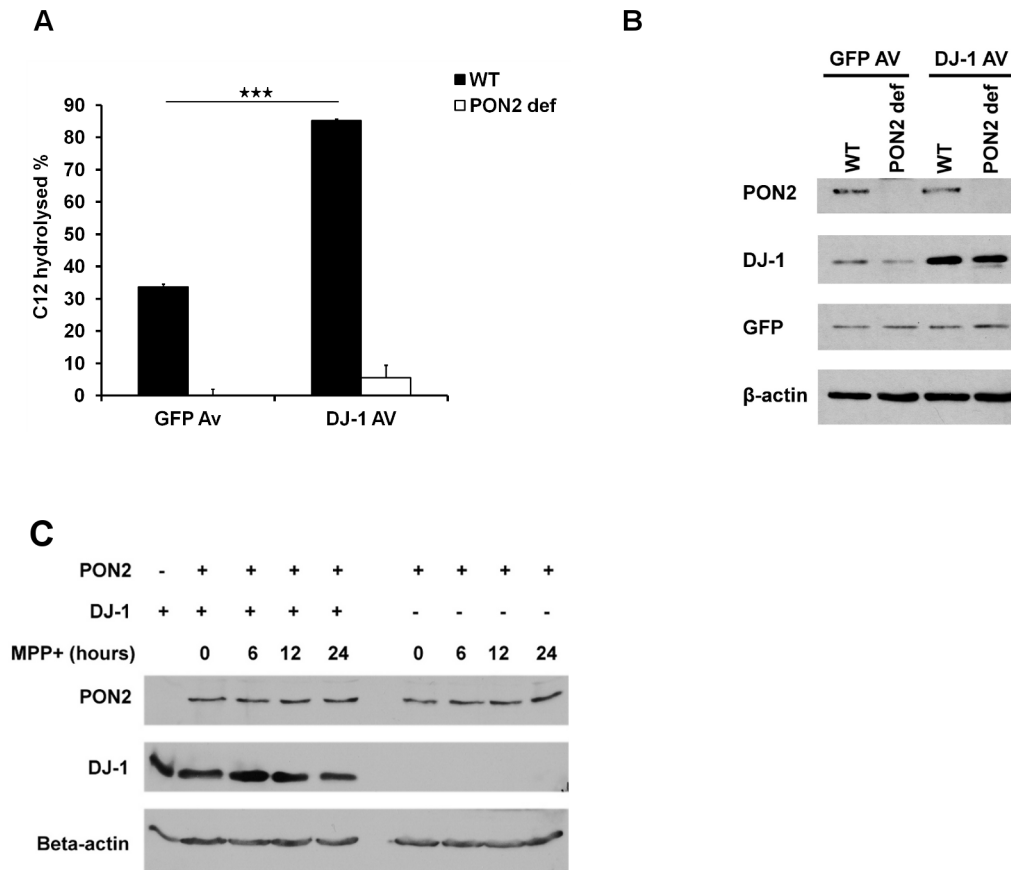 A
★★★
WT
PON2 def
C12 hydrolysed %
90
80
70
60
50
40
30
20
10
0
GFP Av
DJ-1 AV
B
GFP AV DJ-1 AV
WT PON2 def WT PON2 def
PON2
DJ-1
GFP
β-actin
C
PON2 - + + + + + + + +
DJ-1 + + + + + - - - -
MPP+ (hours) 0 6 12 24 0 6 12 24
PON2
DJ-1
Beta-actin